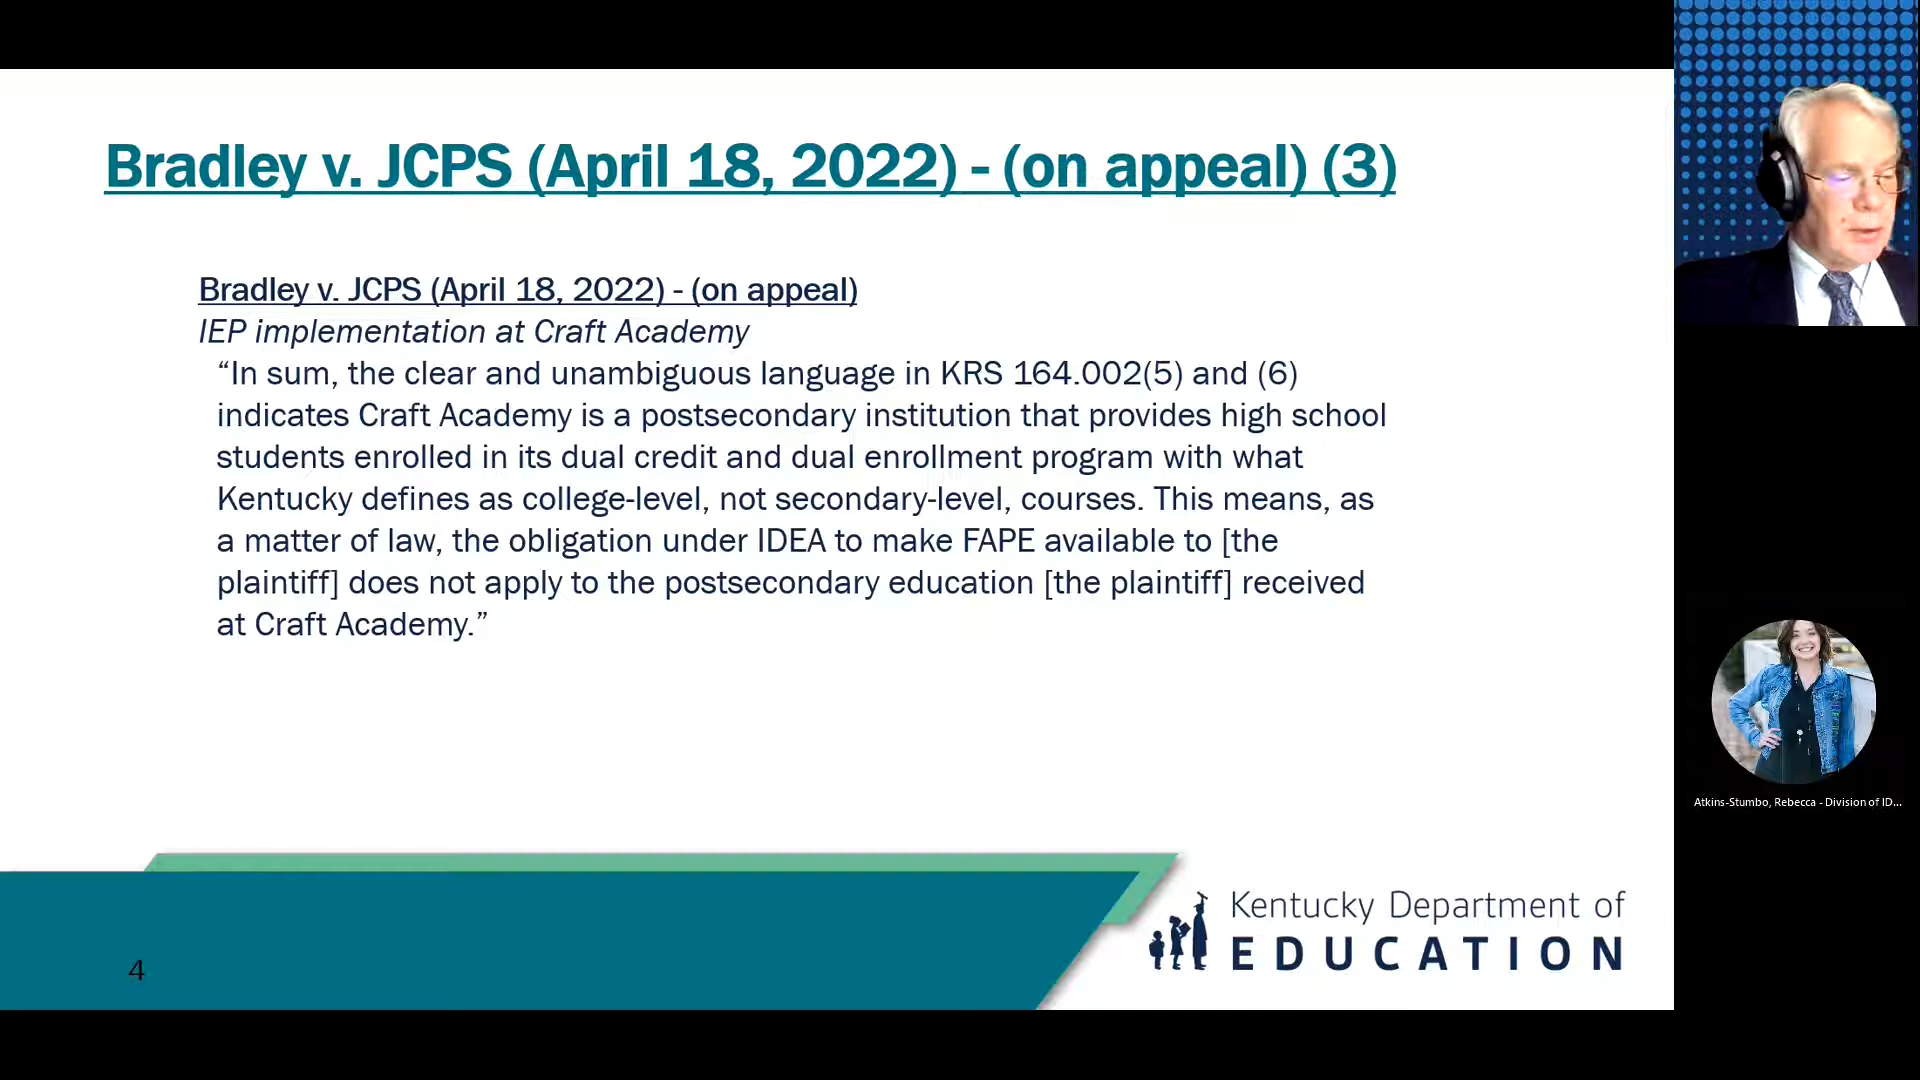 Bradley v. JCPS (April 18, 2022) - (on appeal) (3)
Bradley v. JCPS (April 18, 2022) - (on appeal)
IEP implementation at Craft Academy
“In sum, the clear and unambiguous language in KRS 164.002(5) and (6)
indicates Craft Academy is a postsecondary institution that provides high school
students enrolled in its dual credit and dual enrollment program with what
Kentucky defines as college-level, not secondary-level, courses. This means, as
a matter of law, the obligation under IDEA to make FAPE available to [the
plaintiff] does not apply to the postsecondary education [the plaintiff] received
at Craft Academy.”
4
Kentucky Department of
EDUCATION
Atkins-Stumbo, Rebecca - Division of ID...